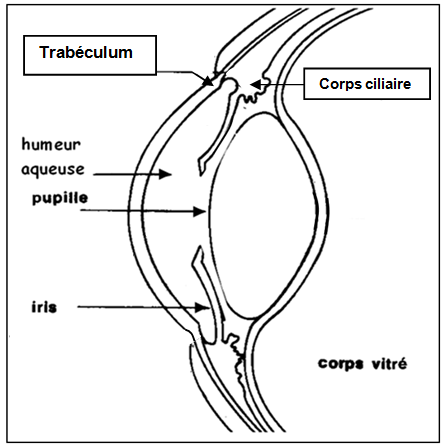 Trabéculum
Corps ciliaire
humeur
aqueuse
pupille
iris
corps vitré